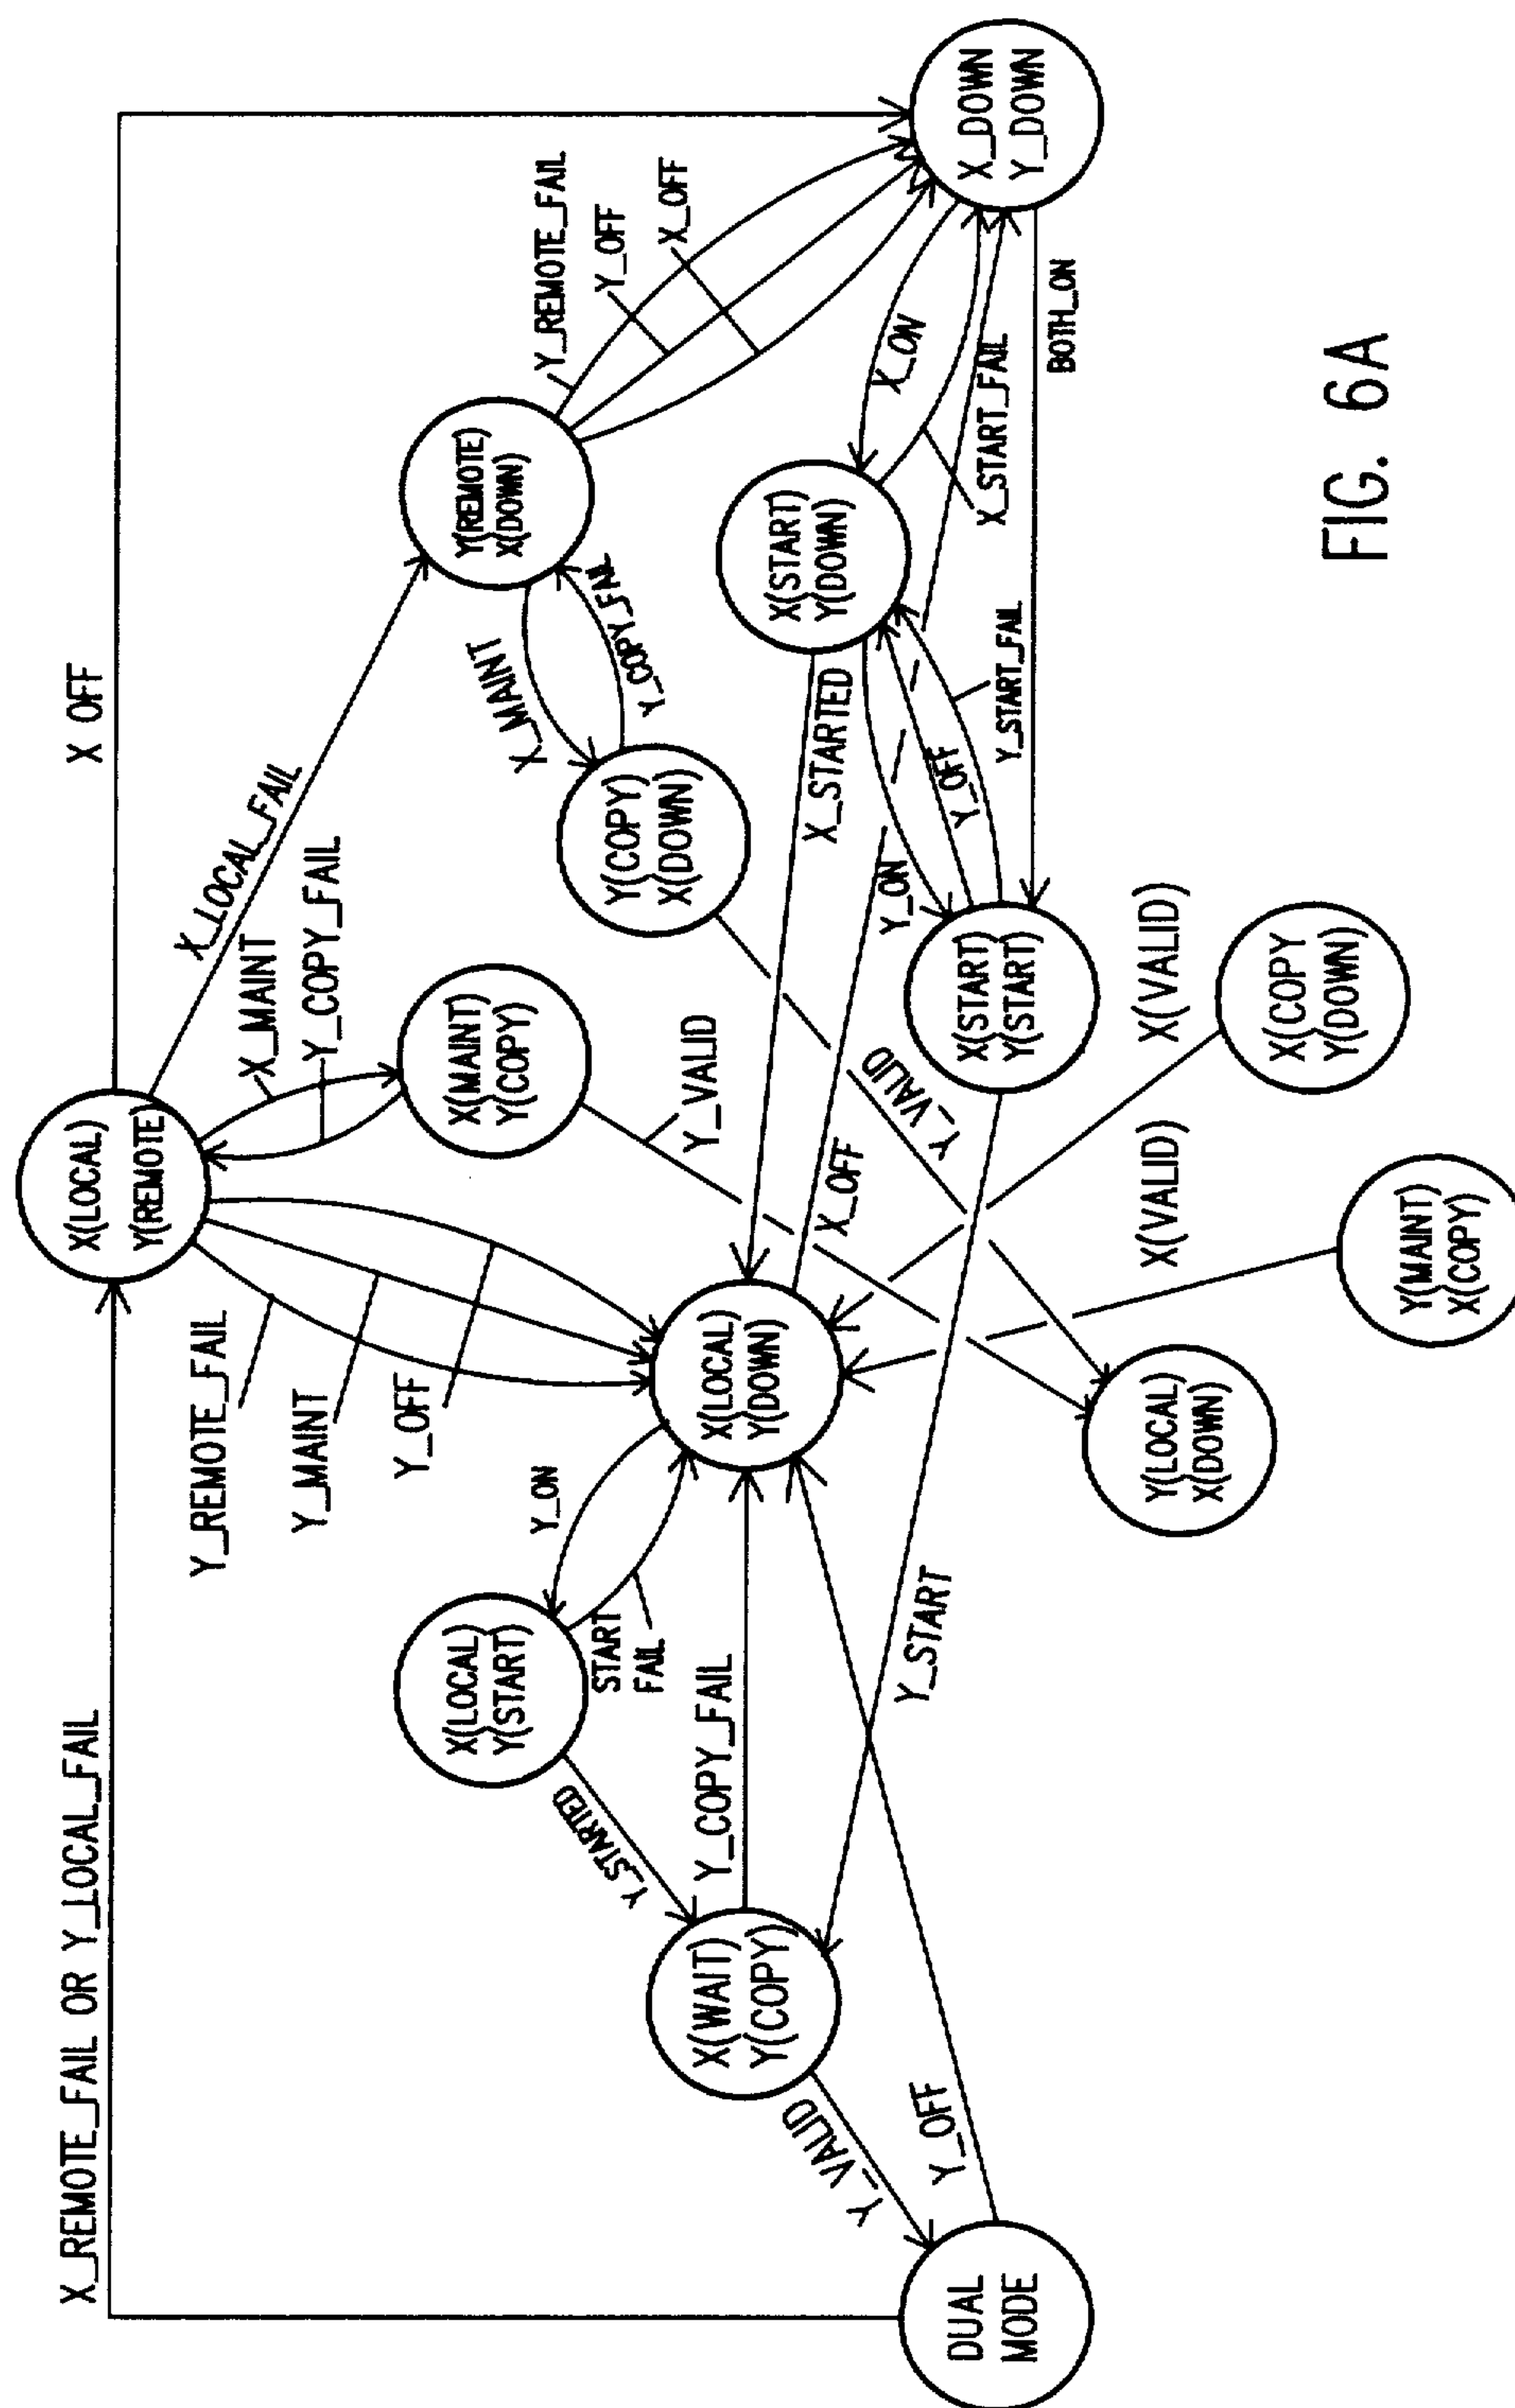 X_REMOTE_FAIL OR Y_LOCAL_FAIL
X OFF
X(LOCAL)
Y(REMOTE)
Y_REMOTE_FAIL
Y_MAINT
Y_OFF
X_LOCAL_FAIL
X_MAINT
Y_COPY_FAIL
X(MAINT)
Y(COPY)
Y_VALID
Y(REMOTE)
X(DOWN)
X_MAINT
Y_COPY_FAIL
Y(COPY)
X(DOWN)
Y_VALID
Y_REMOTE_FAIL
Y_OFF
X_OFF
X_DOWN
Y_DOWN
X(LOCAL)
Y(START)
Y_ON
START
FAIL
Y_STARTED
X(LOCAL)
Y(DOWN)
X_STARTED
X_OFF
X(START)
Y(DOWN)
X_ON
X_START_FAIL
BOTH_ON
Y_ON
Y_OFF
Y_START_FAIL
X(START)
Y(START)
X(WAIT)
Y(COPY)
Y_COPY_FAIL
Y_START
Y_VALID
Y_OFF
DUAL
MODE
Y(LOCAL)
X(DOWN)
X(VALID)
Y(MAINT)
X(COPY)
X(VALID)
X(COPY
Y(DOWN)
FIG. 6A